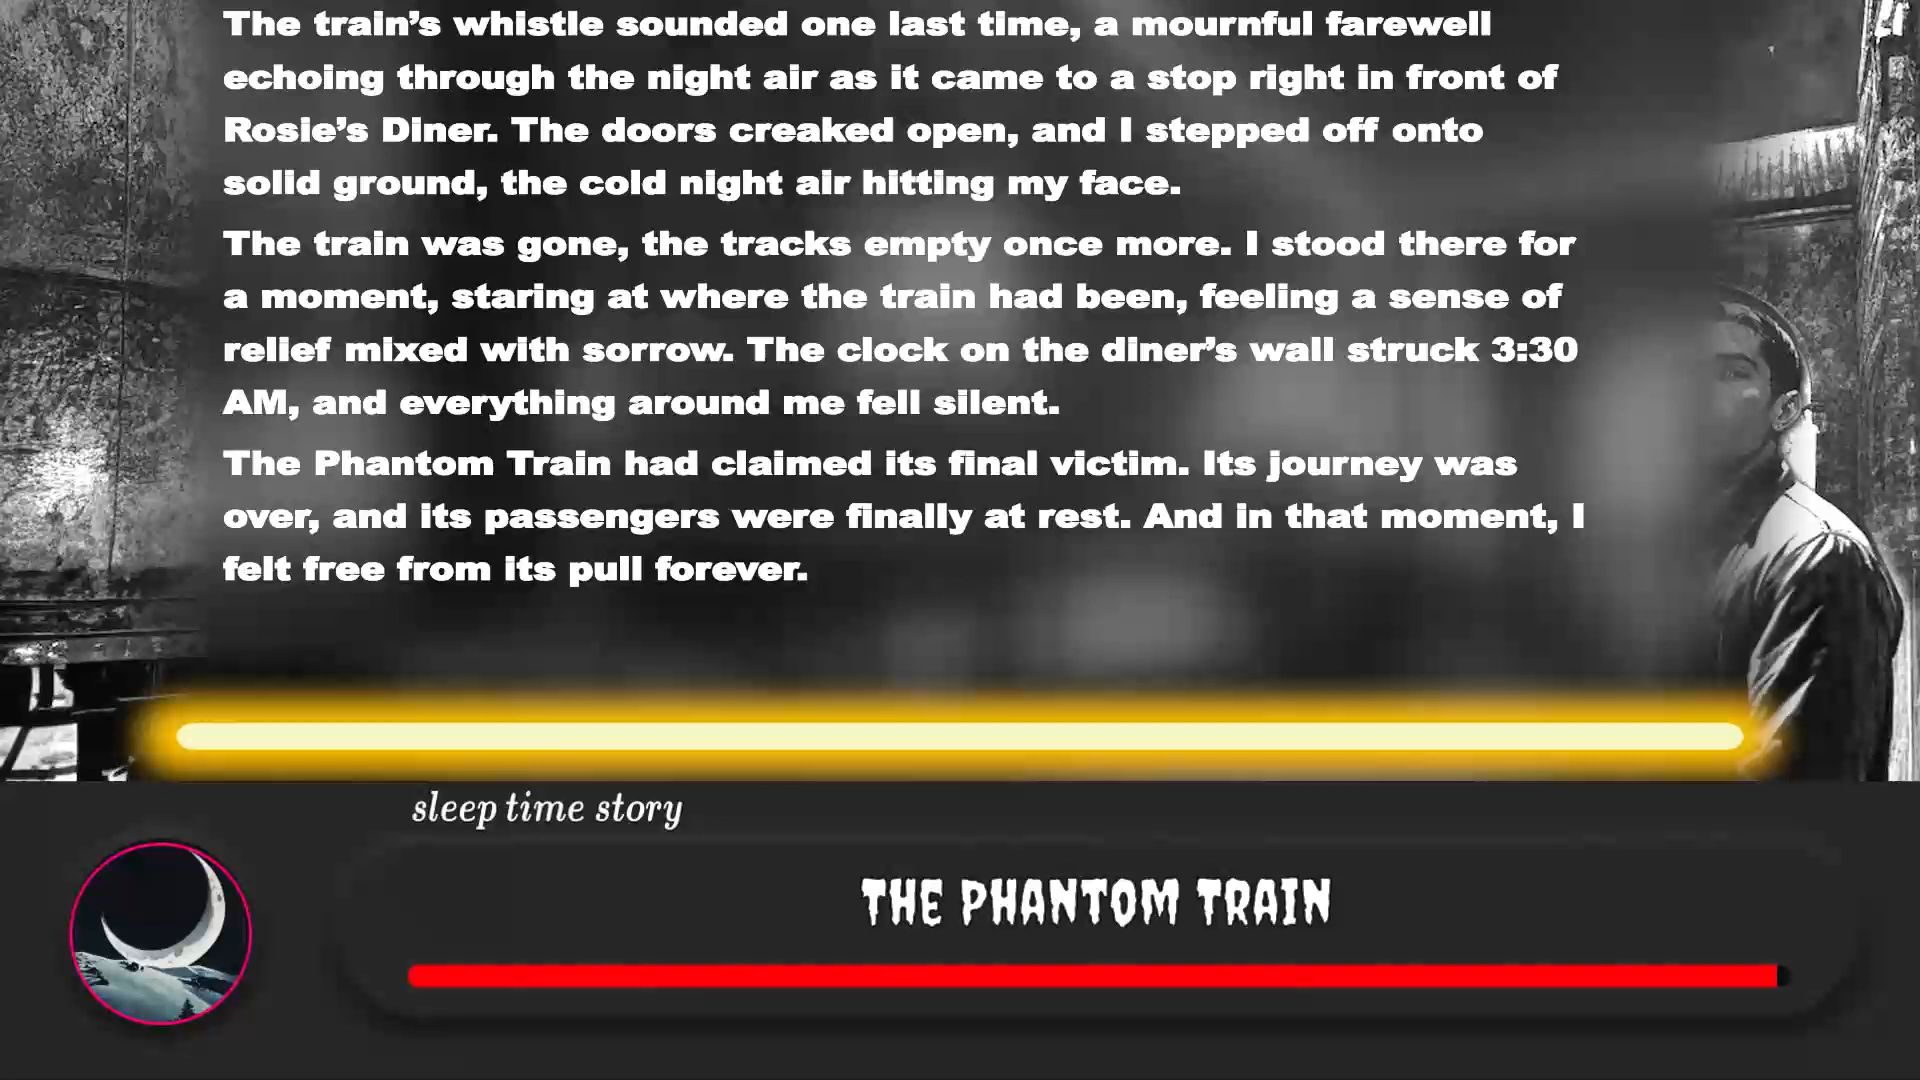 The train’s whistle sounded one last time, a mournful farewell
echoing through the night air as it came to a stop right in front of
Rosie’s Diner. The doors creaked open, and I stepped off onto
solid ground, the cold night air hitting my face.
The train was gone, the tracks empty once more. I stood there for
a moment, staring at where the train had been, feeling a sense of
relief mixed with sorrow. The clock on the diner’s wall struck 3:30
AM, and everything around me fell silent.
The Phantom Train had claimed its final victim. Its journey was
over, and its passengers were finally at rest. And in that moment, I
felt free from its pull forever.
sleep time story
THE PHANTOM TRAIN